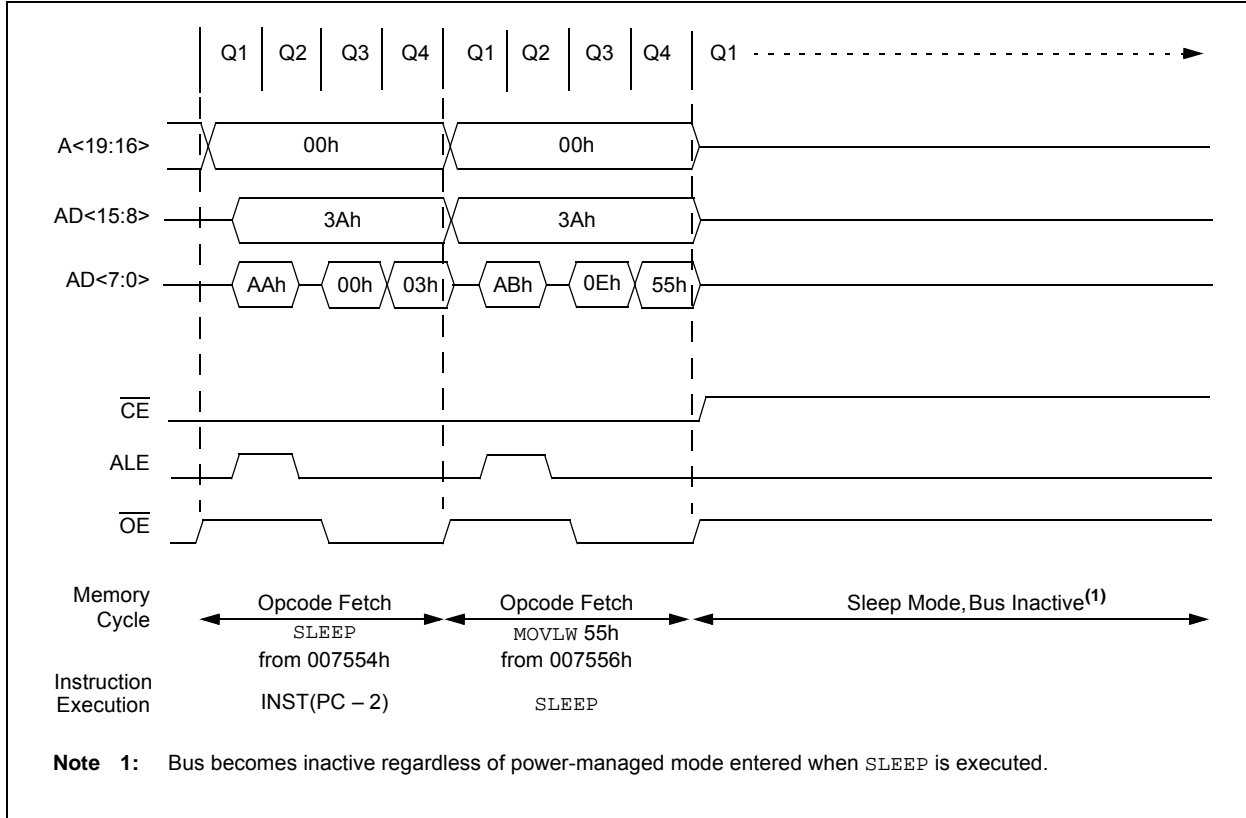 Q1 Q2 Q3 Q4 Q1 Q2 Q3 Q4 Q1
A<19:16> 00h 00h
AD<15:8> 3Ah 3Ah
AD<7:0> AAh 00h 03h ABh 0Eh 55h
CE
ALE
OE
Memory
Cycle
Opcode Fetch
SLEEP
from 007554h
Opcode Fetch
MOVLW 55h
from 007556h
Sleep Mode, Bus Inactive(1)
Instruction
Execution
INST(PC – 2)
SLEEP
Note 1: Bus becomes inactive regardless of power-managed mode entered when SLEEP is executed.